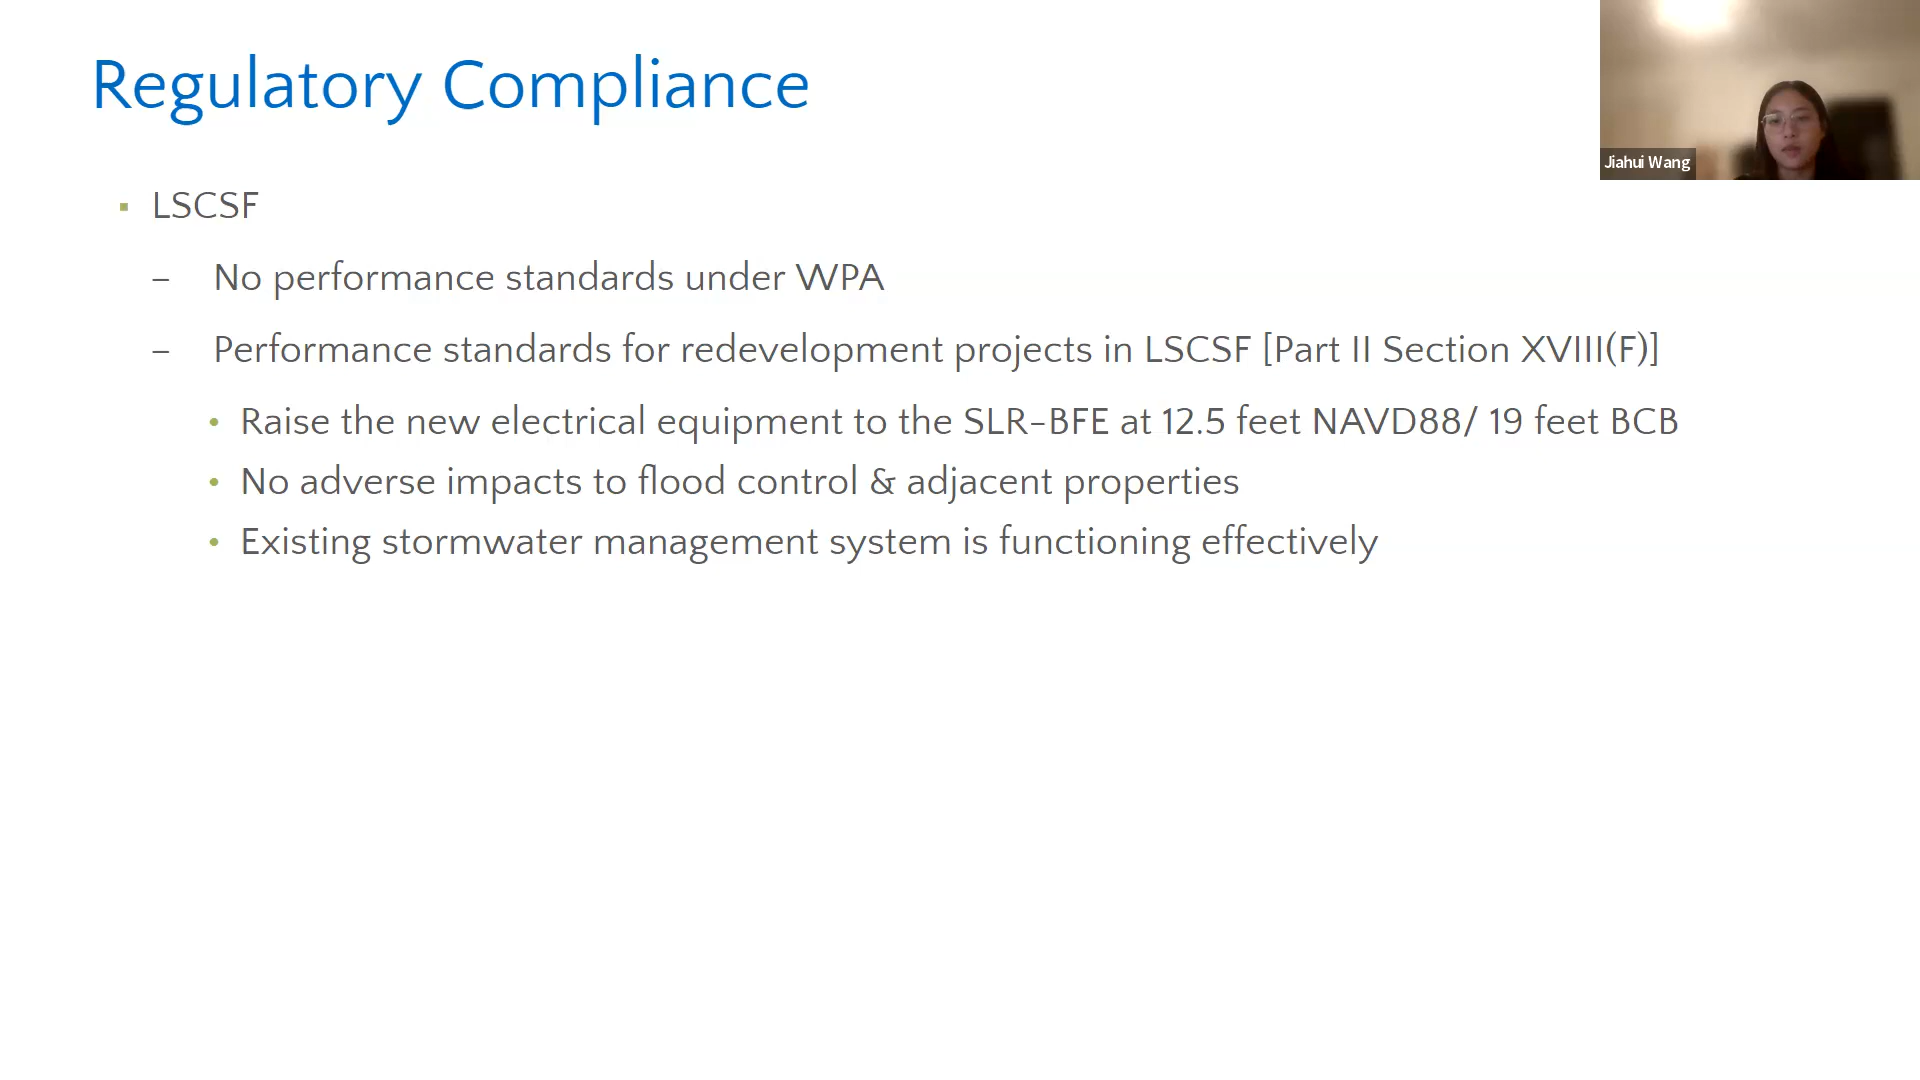 Regulatory Compliance
Jiahui Wang
▪ LSCSF
– No performance standards under WPA
– Performance standards for redevelopment projects in LSCSF [Part II Section XVIII(F)]
• Raise the new electrical equipment to the SLR-BFE at 12.5 feet NAVD88/ 19 feet BCB
• No adverse impacts to flood control & adjacent properties
• Existing stormwater management system is functioning effectively